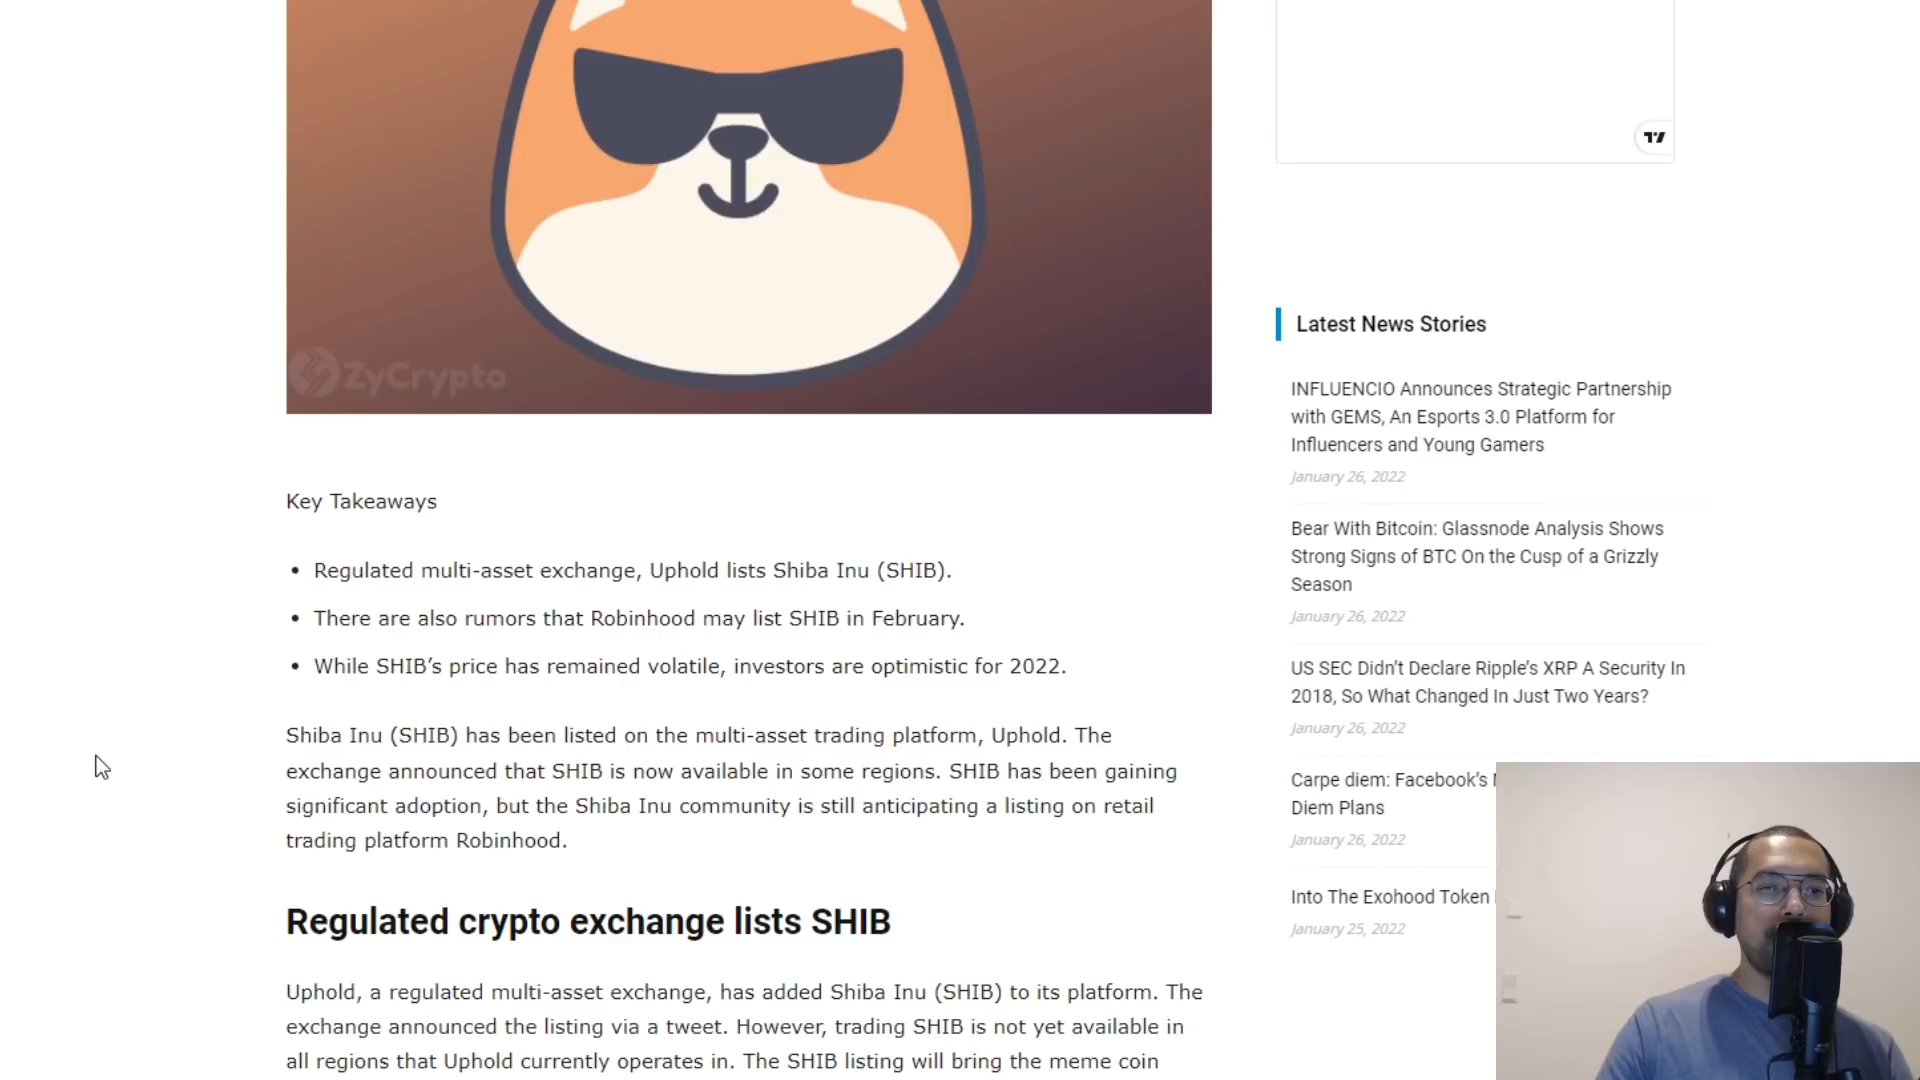 ZyCrypto
Key Takeaways
• Regulated multi-asset exchange, Uphold lists Shiba Inu (SHIB).
• There are also rumors that Robinhood may list SHIB in February.
• While SHIB’s price has remained volatile, investors are optimistic for 2022.
Shiba Inu (SHIB) has been listed on the multi-asset trading platform, Uphold. The
exchange announced that SHIB is now available in some regions. SHIB has been gaining
significant adoption, but the Shiba Inu community is still anticipating a listing on retail
trading platform Robinhood.
Regulated crypto exchange lists SHIB
Uphold, a regulated multi-asset exchange, has added Shiba Inu (SHIB) to its platform. The
exchange announced the listing via a tweet. However, trading SHIB is not yet available in
all regions that Uphold currently operates in. The SHIB listing will bring the meme coin
Latest News Stories
INFLUENCIO Announces Strategic Partnership
with GEMS, An Esports 3.0 Platform for
Influencers and Young Gamers
January 26, 2022
Bear With Bitcoin: Glassnode Analysis Shows
Strong Signs of BTC On the Cusp of a Grizzly
Season
January 26, 2022
US SEC Didn’t Declare Ripple’s XRP A Security In
2018, So What Changed In Just Two Years?
January 26, 2022
Carpe diem: Facebook’s
Diem Plans
January 26, 2022
Into The Exohood Token
January 25, 2022